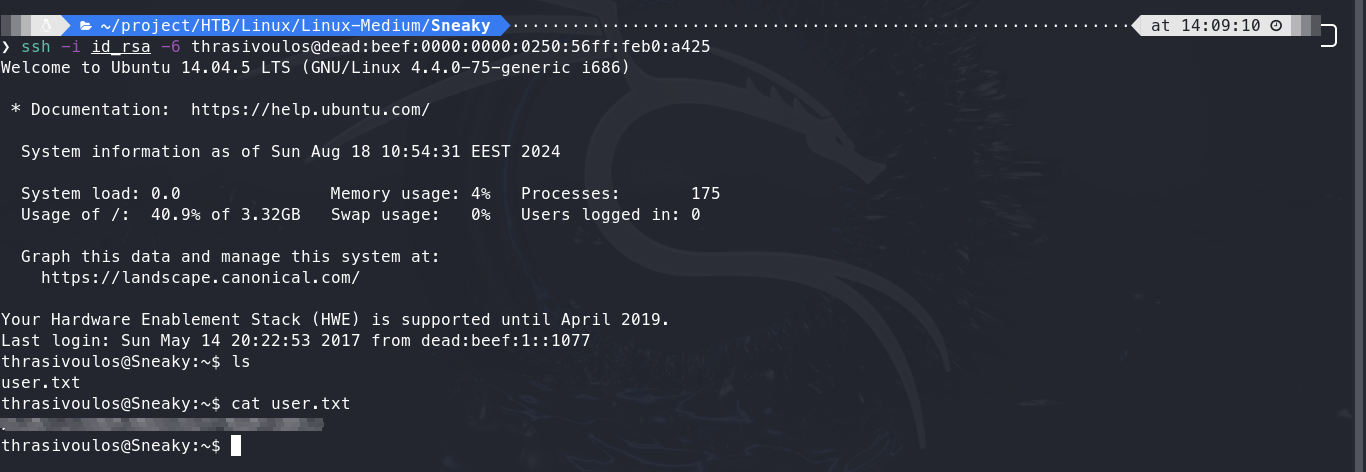 ~/project/HTB/Linux/Linux-Medium/Sneaky at 14:09:10
❯ ssh -i id_rsa -6 thrasivoulos@dead:beef:0000:0000:0250:56ff:feb0:a425
Welcome to Ubuntu 14.04.5 LTS (GNU/Linux 4.4.0-75-generic i686)
* Documentation:  https://help.ubuntu.com/
System information as of Sun Aug 18 10:54:31 EEST 2024
System load: 0.0 Memory usage: 4% Processes: 175
Usage of /: 40.9% of 3.32GB Swap usage: 0% Users logged in: 0
Graph this data and manage this system at:
https://landscape.canonical.com/
Your Hardware Enablement Stack (HWE) is supported until April 2019.
Last login: Sun May 14 20:22:53 2017 from dead:beef:1::1077
thrasivoulos@Sneaky:~$ ls
user.txt
thrasivoulos@Sneaky:~$ cat user.txt
thrasivoulos@Sneaky:~$